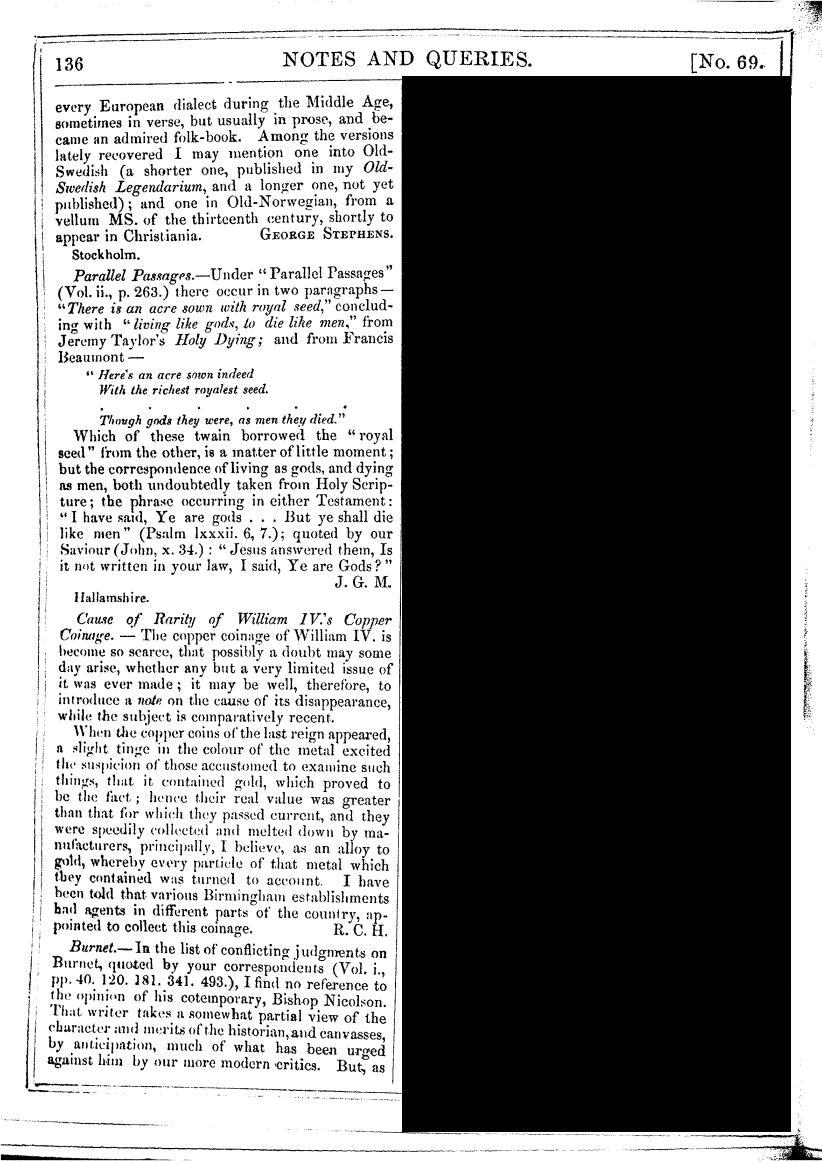 136 NOTES AND QUERIES. [No. 69.
every European dialect during the Middle Age,
sometimes in verse, but usually in prose, and be-
came an admired folk-book. Among the versions
lately recovered I may mention one into Old-
Swedish (a shorter one, published in my Old-
Swedish Legendarium, and a longer one, not yet
published); and one in Old-Norwegian, from a
vellum MS. of the thirteenth century, shortly to
appear in Christiania. GEORGE STEPHENS.
Stockholm.
Parallel Passages.—Under "Parallel Passages"
(Vol. ii., p. 263.) there occur in two paragraphs—
"There is an acre sown with royal seed," conclud-
ing with "living like gods, to die like men," from
Jeremy Taylor's Holy Dying; and from Francis
Beaumont —
"Here's an acre sown indeed
With the richest royalest seed.
. . . . . .
Though gods they were, as men they died."
Which of these twain borrowed the "royal
seed" from the other, is a matter of little moment;
but the correspondence of living as gods, and dying
as men, both undoubtedly taken from Holy Scrip-
ture; the phrase occurring in either Testament:
"I have said, Ye are gods . . . But ye shall die
like men" (Psalm lxxxii. 6, 7.); quoted by our
Saviour (John, x. 34.): "Jesus answered them, Is
it not written in your law, I said, Ye are Gods?"
J. G. M.
Hallamshire.
Cause of Rarity of William IV.'s Copper
Coinage. — The copper coinage of William IV. is
become so scarce, that possibly a doubt may some
day arise, whether any but a very limited issue of
it was ever made; it may be well, therefore, to
introduce a note on the cause of its disappearance,
while the subject is comparatively recent.
When the copper coins of the last reign appeared,
a slight tinge in the colour of the metal excited
the suspicion of those accustomed to examine such
things, that it contained gold, which proved to
be the fact; hence their real value was greater
than that for which they passed current, and they
were speedily collected and melted down by ma-
nufacturers, principally, I believe, as an alloy to
gold, whereby every particle of that metal which
they contained was turned to account. I have
been told that various Birmingham establishments
had agents in different parts of the country, ap-
pointed to collect this coinage. R. C. H.
Burnet.—In the list of conflicting judgments on
Burnet, quoted by your correspondents (Vol. i.,
pp. 40. 120. 181. 341. 493.), I find no reference to
the opinion of his cotemporary, Bishop Nicolson.
That writer takes a somewhat partial view of the
character and merits of the historian, and canvasses,
by anticipation, much of what has been urged
against him by our more modern critics. But, as